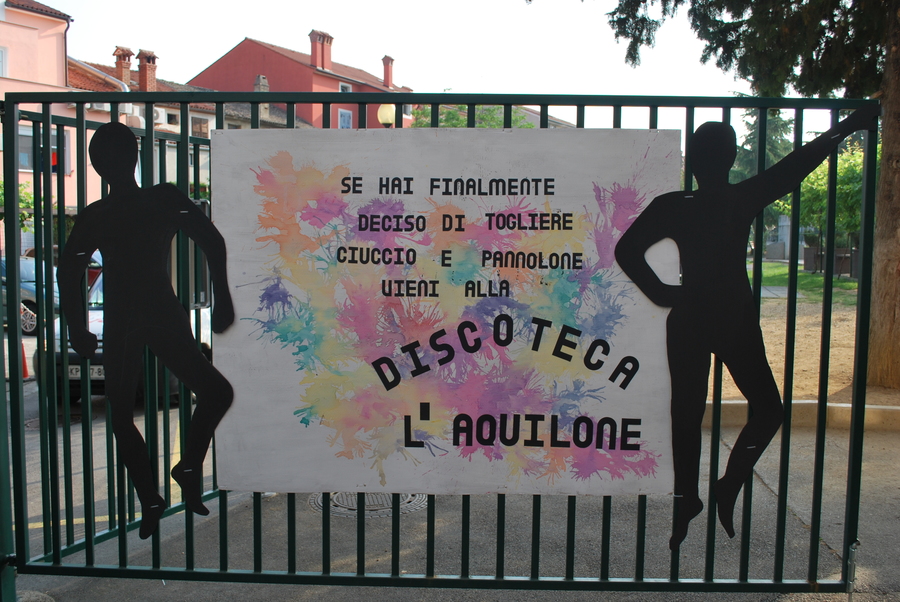 SE HAI FINALMENTE
DECISO DI TOGLIERE
CIUCCIO E PANNOLONE
VIENI ALLA
DISCOTECA
L'AQUILONE